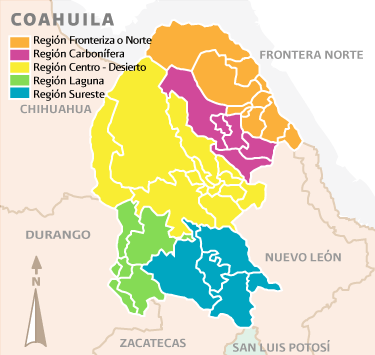 COAHUILA
Región Fronteriza o Norte
Región Carbonífera
Región Centro - Desierto
Región Laguna
Región Sureste
FRONTERA NORTE
CHIHUAHUA
DURANGO
NUEVO LEÓN
N
ZACATECAS
SAN LUIS POTOSÍ